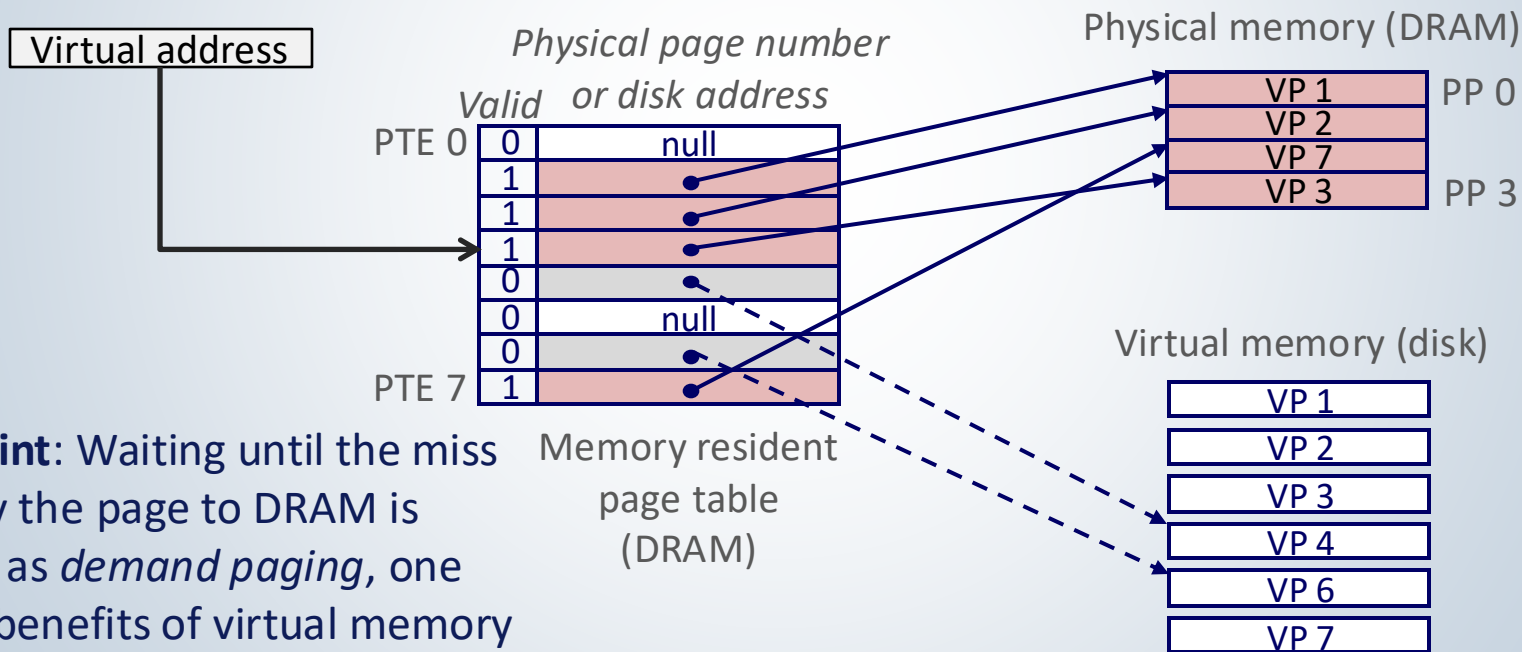 Virtual address
Physical page number
or disk address
Valid
PTE 0
0
null
1
1
1
0
0
null
0
PTE 7
1
Memory resident
page table
(DRAM)
Physical memory (DRAM)
VP 1
PP 0
VP 2
VP 7
VP 3
PP 3
Virtual memory (disk)
VP 1
VP 2
VP 3
VP 4
VP 6
VP 7
int: Waiting until the miss
y the page to DRAM is
as demand paging, one
benefits of virtual memory